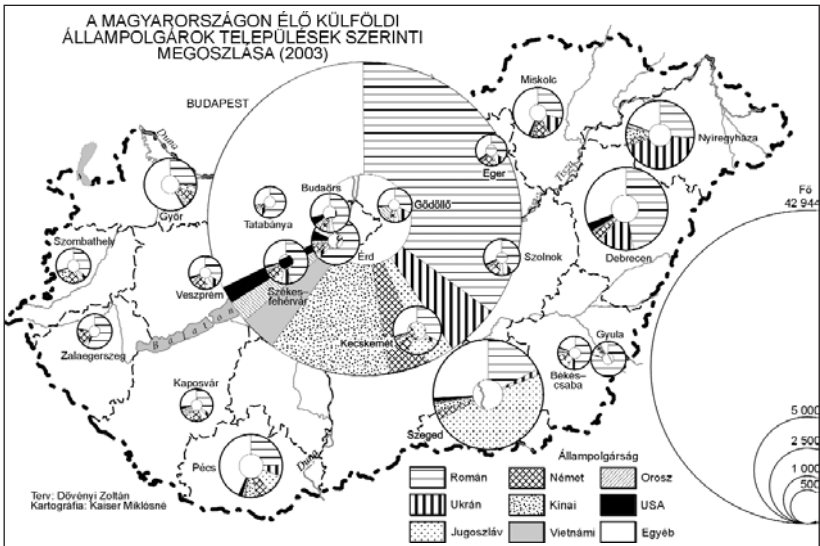 A MAGYARORSZÁGON ÉLŐ KÜLFÖLDI
ÁLLAMPOLGÁROK TELEPÜLÉSEK SZERINTI
MEGOSZLÁSA (2003)
BUDAPEST
Miskolc
Nyíregyháza
Duna
Eger
Tisza
Győr
Tatabánya
Budaörs
Gödöllő
Fő
42 944
Szombathely
Érd
Szolnok
Debrecen
Veszprém
Székes-
fehérvár
Zalaegerszeg
Balaton
Kecskemét
Gyula
Békés-
csaba
Kaposvár
Szeged
Pécs
Duna
5 000
2 500
1 000
500
Állampolgárság
Román
Német
Orosz
Ukrán
Kínai
USA
Jugoszláv
Vietnámi
Egyéb
Terv: Dövényi Zoltán
Kartográfia: Kaiser Miklósné